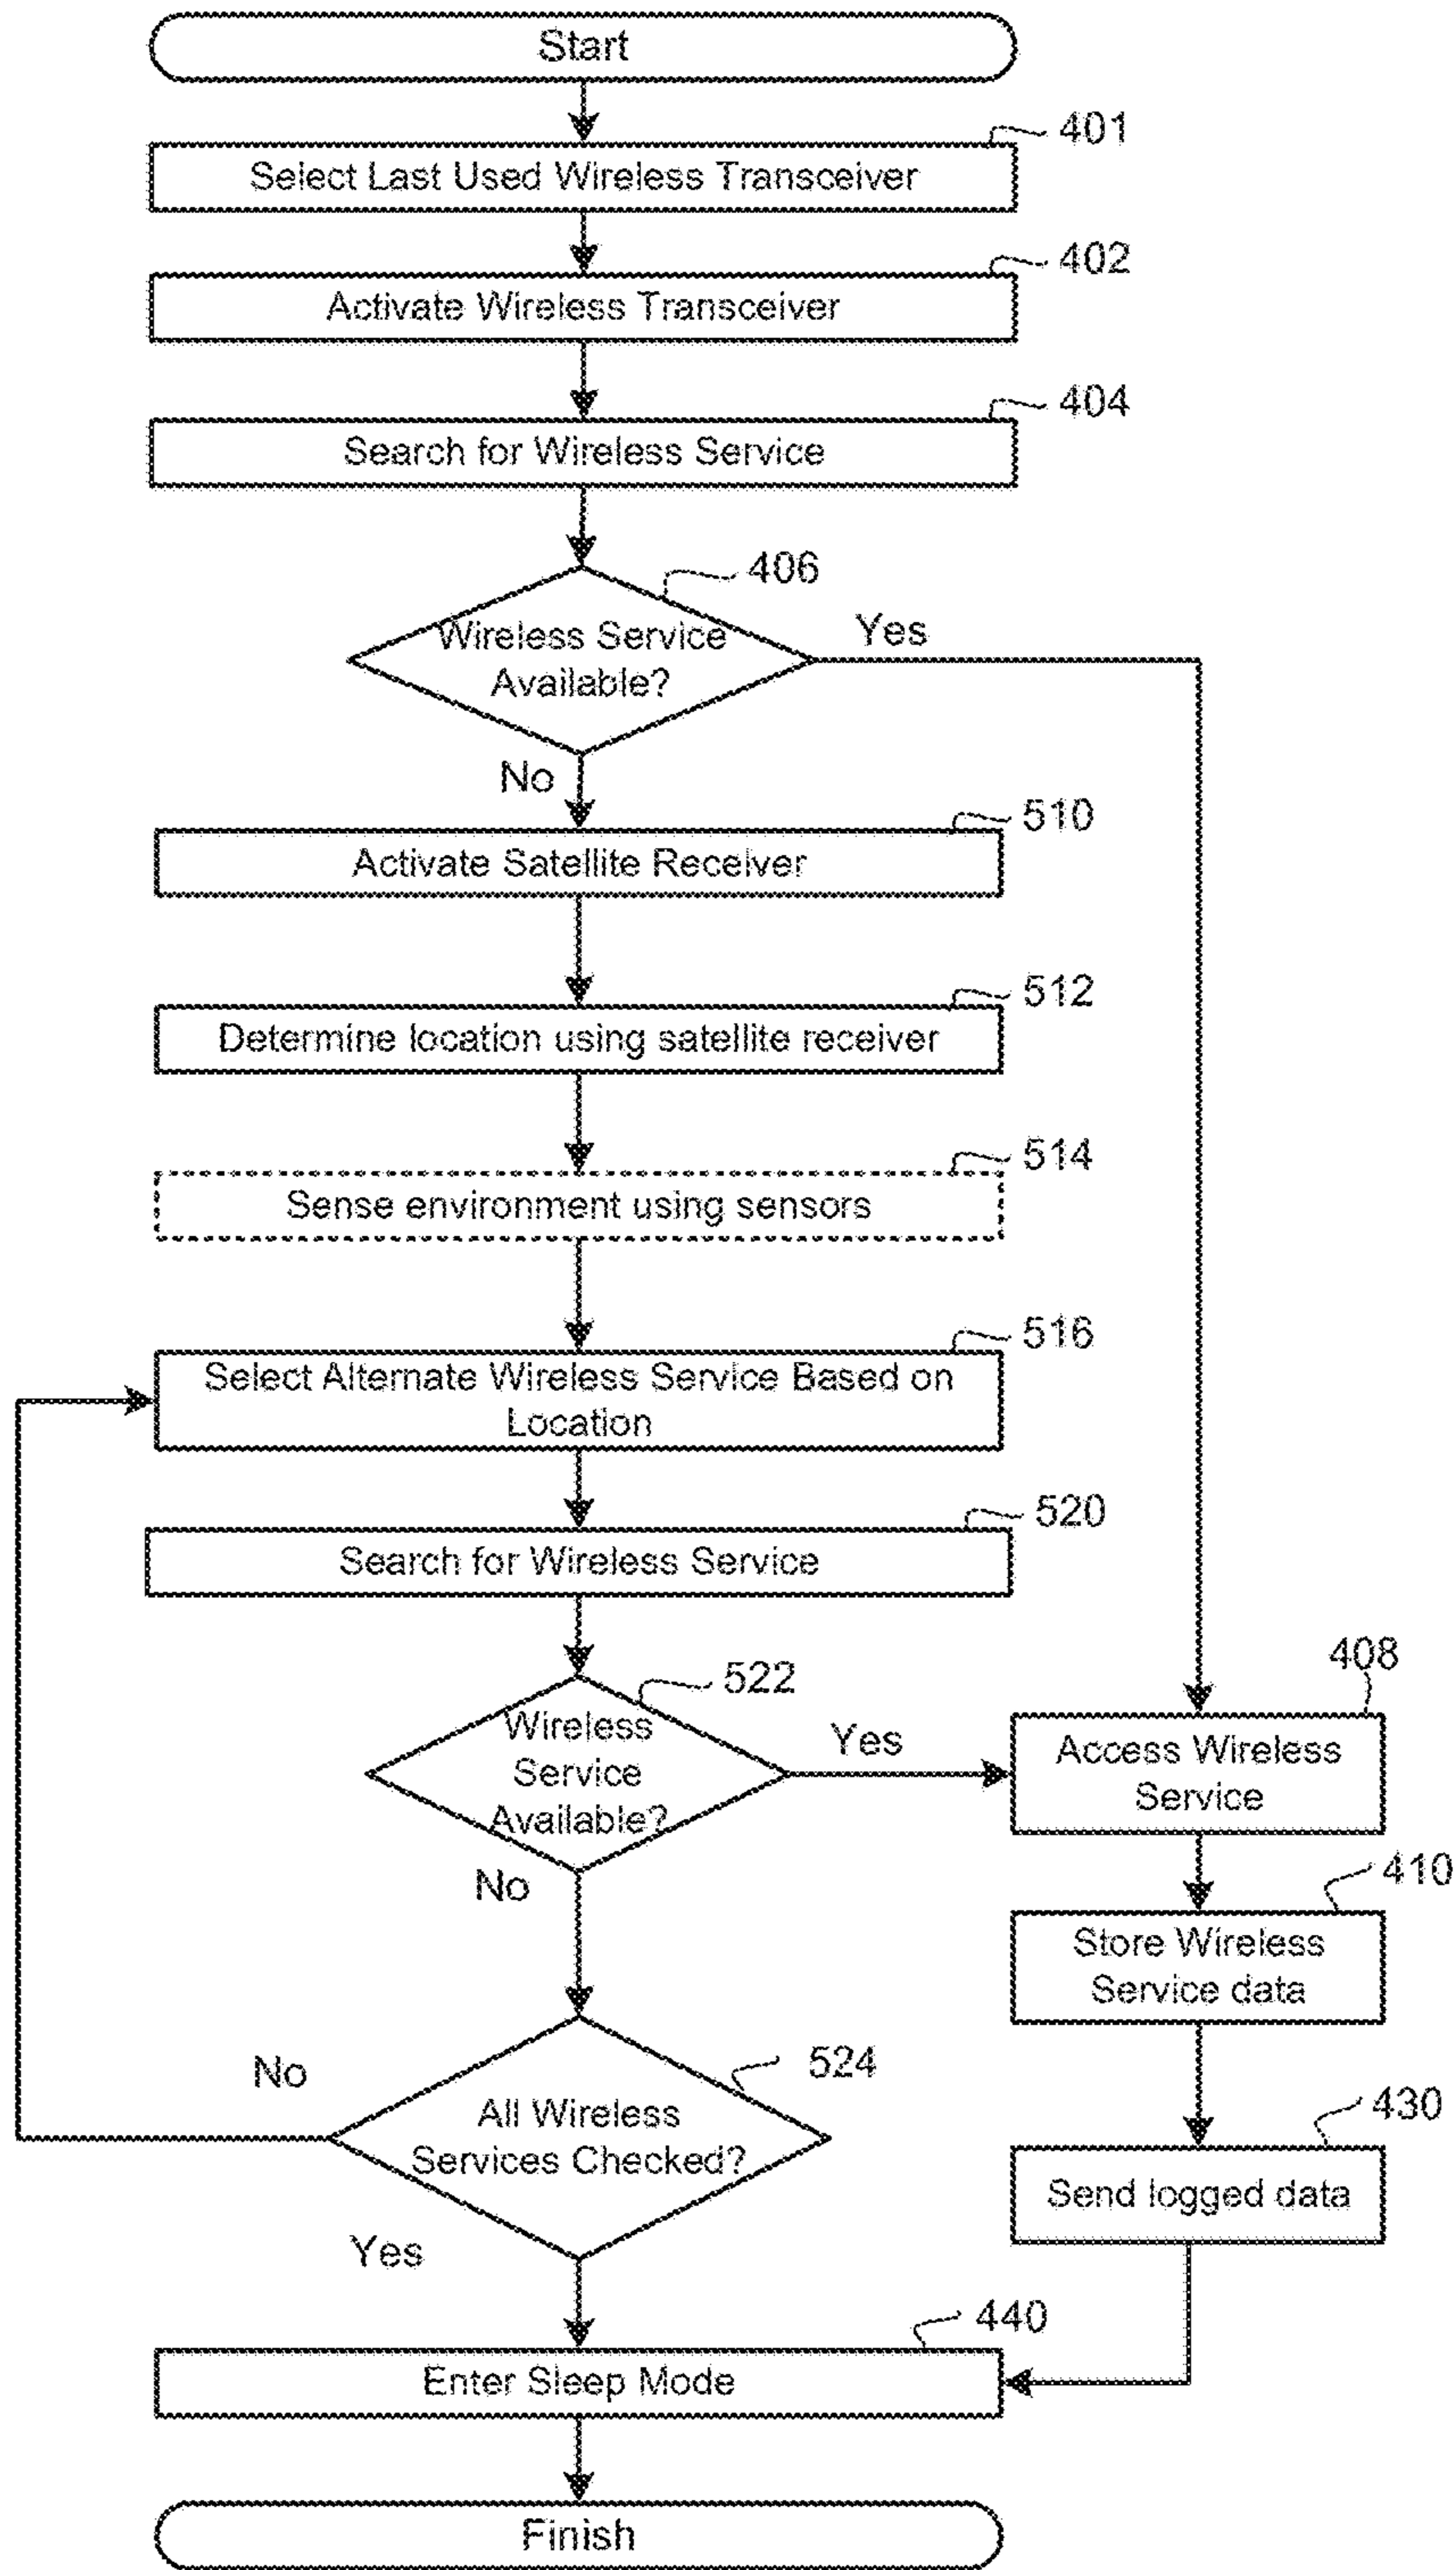 Start
401
Select Last Used Wireless Transceiver
402
Activate Wireless Transceiver
404
Search for Wireless Service
406
Wireless Service
Available?
Yes
No
510
Activate Satellite Receiver
512
Determine location using satellite receiver
514
Sense environment using sensors
516
Select Alternate Wireless Service Based on
Location
520
Search for Wireless Service
522
Wireless
Service
Available?
Yes
No
408
Access Wireless
Service
410
Store Wireless
Service data
430
Send logged data
524
All Wireless
Services Checked?
No
Yes
440
Enter Sleep Mode
Finish